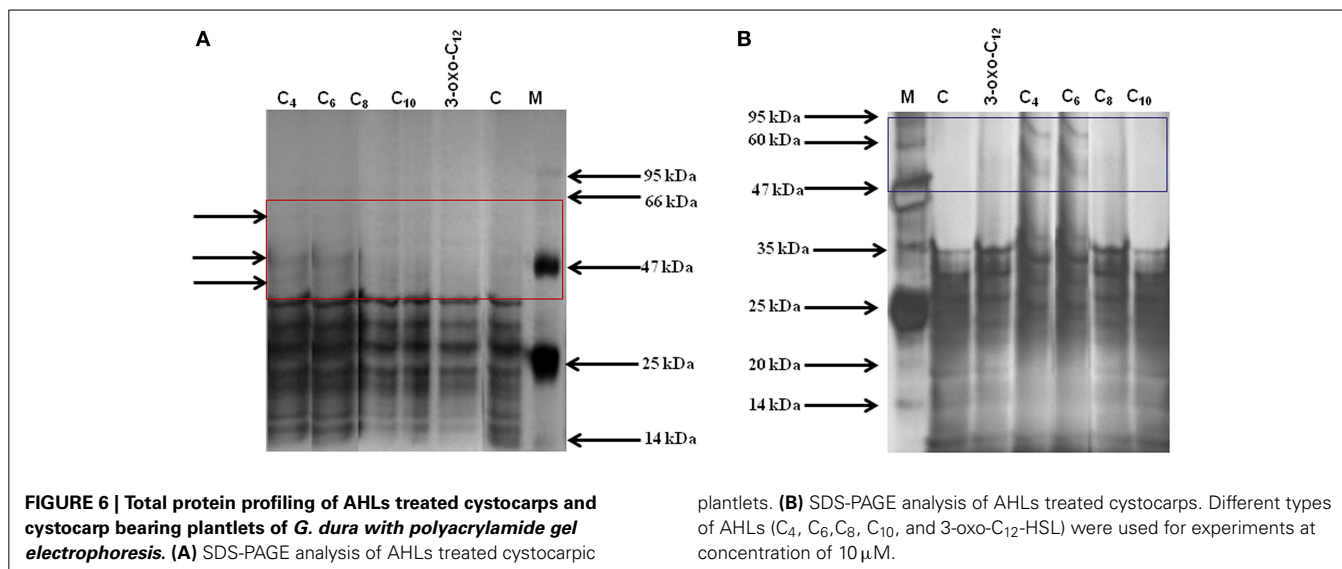 A
C₄ C₆ C₈ C₁₀ 3-oxo-C₁₂ C M
95 kDa
66 kDa
47 kDa
25 kDa
14 kDa
B
M C 3-oxo-C₁₂ C₄ C₆ C₈ C₁₀
95 kDa
60 kDa
47 kDa
35 kDa
25 kDa
20 kDa
14 kDa
FIGURE 6 | Total protein profiling of AHLs treated cystocarps and
cystocarp bearing plantlets of G. dura with polyacrylamide gel
electrophoresis. (A) SDS-PAGE analysis of AHLs treated cystocarpic
plantlets. (B) SDS-PAGE analysis of AHLs treated cystocarps. Different types
of AHLs (C₄, C₆,C₈, C₁₀, and 3-oxo-C₁₂-HSL) were used for experiments at
concentration of 10 μM.